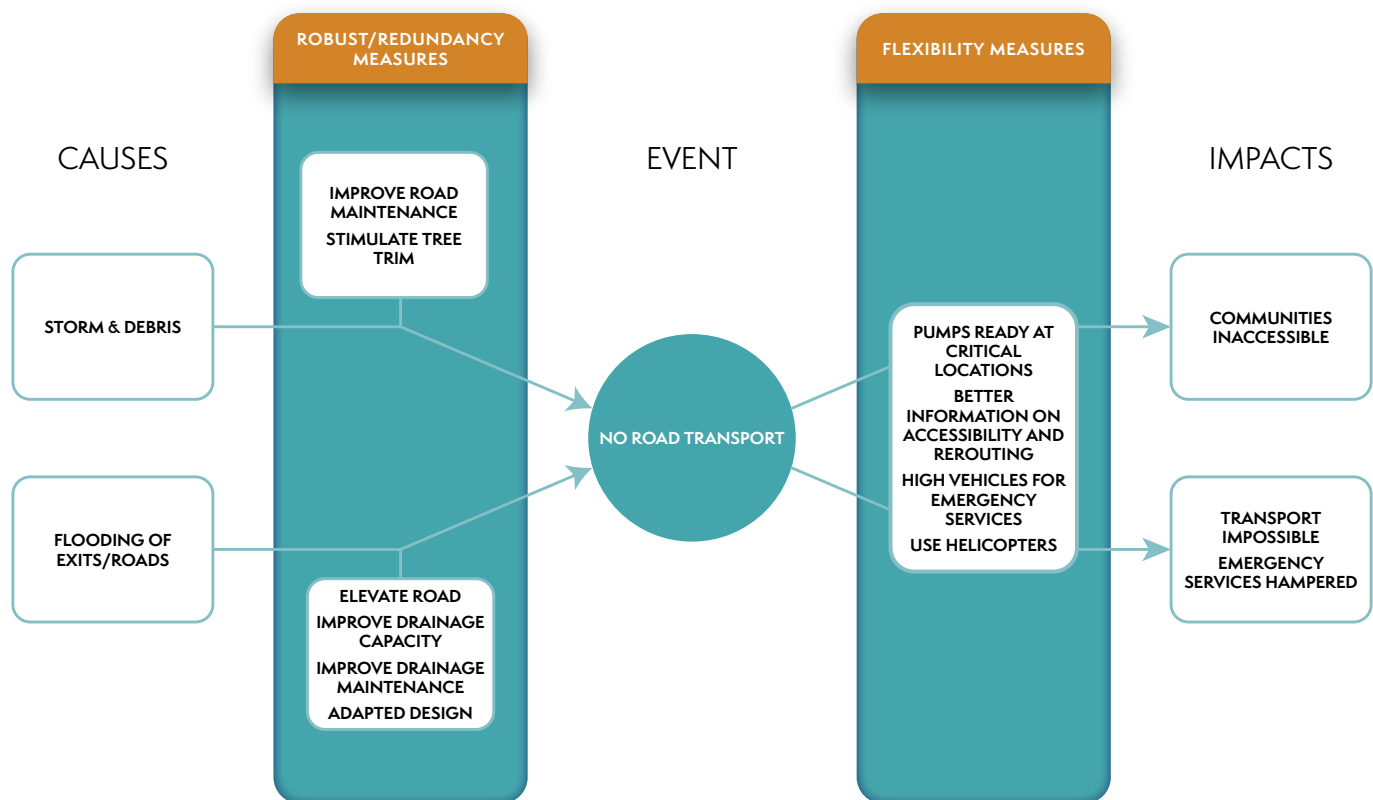 ROBUST/REDUNDANCY
MEASURES
FLEXIBILITY MEASURES
CAUSES
EVENT
IMPACTS
IMPROVE ROAD
MAINTENANCE
STIMULATE TREE
TRIM
STORM & DEBRIS
FLOODING OF
EXITS/ROADS
ELEVATE ROAD
IMPROVE DRAINAGE
CAPACITY
IMPROVE DRAINAGE
MAINTENANCE
ADAPTED DESIGN
NO ROAD TRANSPORT
PUMPS READY AT
CRITICAL
LOCATIONS
BETTER
INFORMATION ON
ACCESSIBILITY AND
REROUTING
HIGH VEHICLES FOR
EMERGENCY
SERVICES
USE HELICOPTERS
COMMUNITIES
INACCESSIBLE
TRANSPORT
IMPOSSIBLE
EMERGENCY
SERVICES HAMPERED